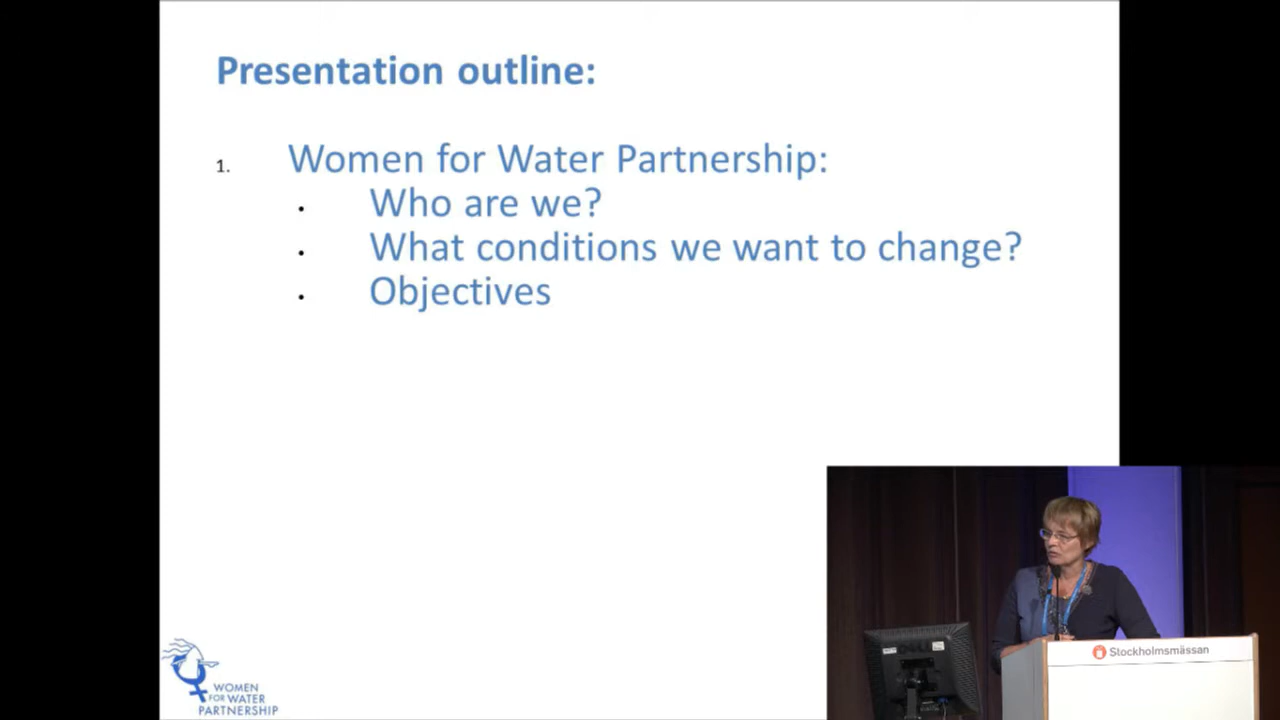 Presentation outline:
1. Women for Water Partnership:
• Who are we?
• What conditions we want to change?
• Objectives
WOMEN
FOR WATER
PARTNERSHIP
Stockholmsmässan